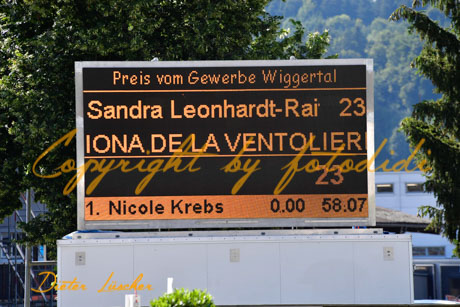 Preis vom Gewerbe Wiggertal
Sandra Leonhardt-Rai 23
IONA DE LA VENTOLIERI
Copyright by fotodide
23
1. Nicole Krebs 0.00 58.07
Dieter Luscher